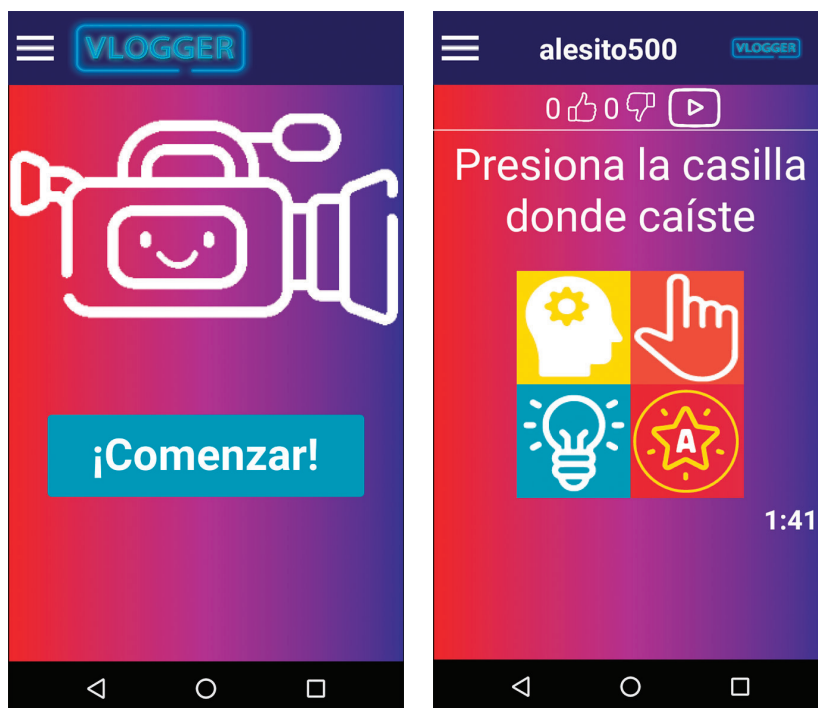 VLOGGER
¡Comenzar!
alesito500
VLOGGER
0 0
Presiona la casilla
donde caíste
A
1:41